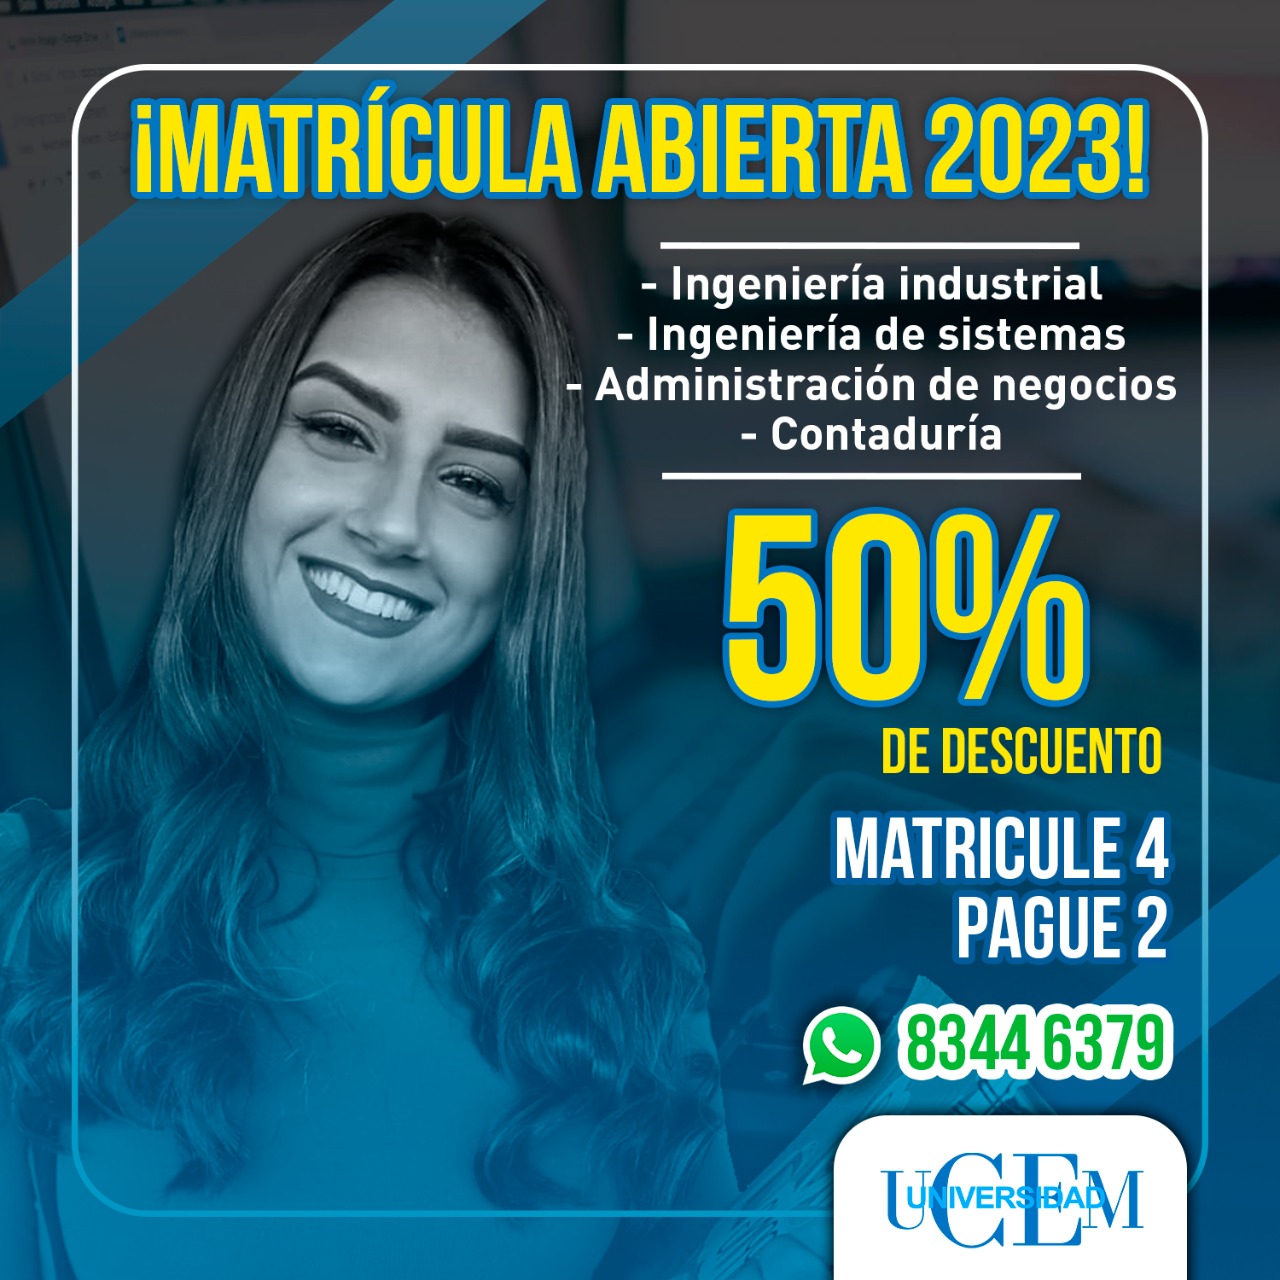 ¡MATRÍCULA ABIERTA 2023!
- Ingeniería industrial
- Ingeniería de sistemas
- Administración de negocios
- Contaduría
50%
DE DESCUENTO
MATRICULE 4
PAGUE 2
8344 6379
UCEM
UNIVERSIDAD